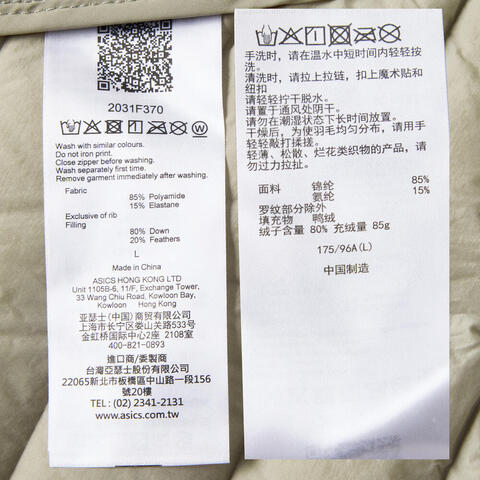 2031F370
Wash with similar colours.
Do not iron print.
Close zipper before washing.
Wash separately first time.
Remove garment immediately after washing.
Fabric
85% Polyamide
15% Elastane
Exclusive of rib
Filling
80% Down
20% Feathers
L
Made in China
ASICS HONG KONG LTD
Unit 1105B-6, 11/F, Exchange Tower,
33 Wang Chiu Road, Kowloon Bay,
Kowloon Hong Kong
亚瑟士(中国)商贸有限公司
上海市长宁区娄山关路533号
金虹桥国际中心2座 2108室
400-821-0893
進口商/委製商
台灣亞瑟士股份有限公司
22065新北市板橋區中山路一段156
號20樓
TEL: (02) 2341-2131
www.asics.com.tw
手洗时,请在温水中短时间内轻轻按
洗。
清洗时,请拉上拉链,扣上魔术贴和
纽扣
请轻轻拧干脱水。
请置于通风处阴干。
请勿在潮湿状态下长时间放置。
干燥后,为使羽毛均匀分布,请用手
轻轻敲打揉搓。
轻薄、松散、烂花类织物的产品,请
勿过力拉扯。
面料 锦纶 85%
氨纶 15%
罗纹部分除外
填充物 鸭绒
绒子含量 80% 充绒量 85g
175/96A(L)
中国制造